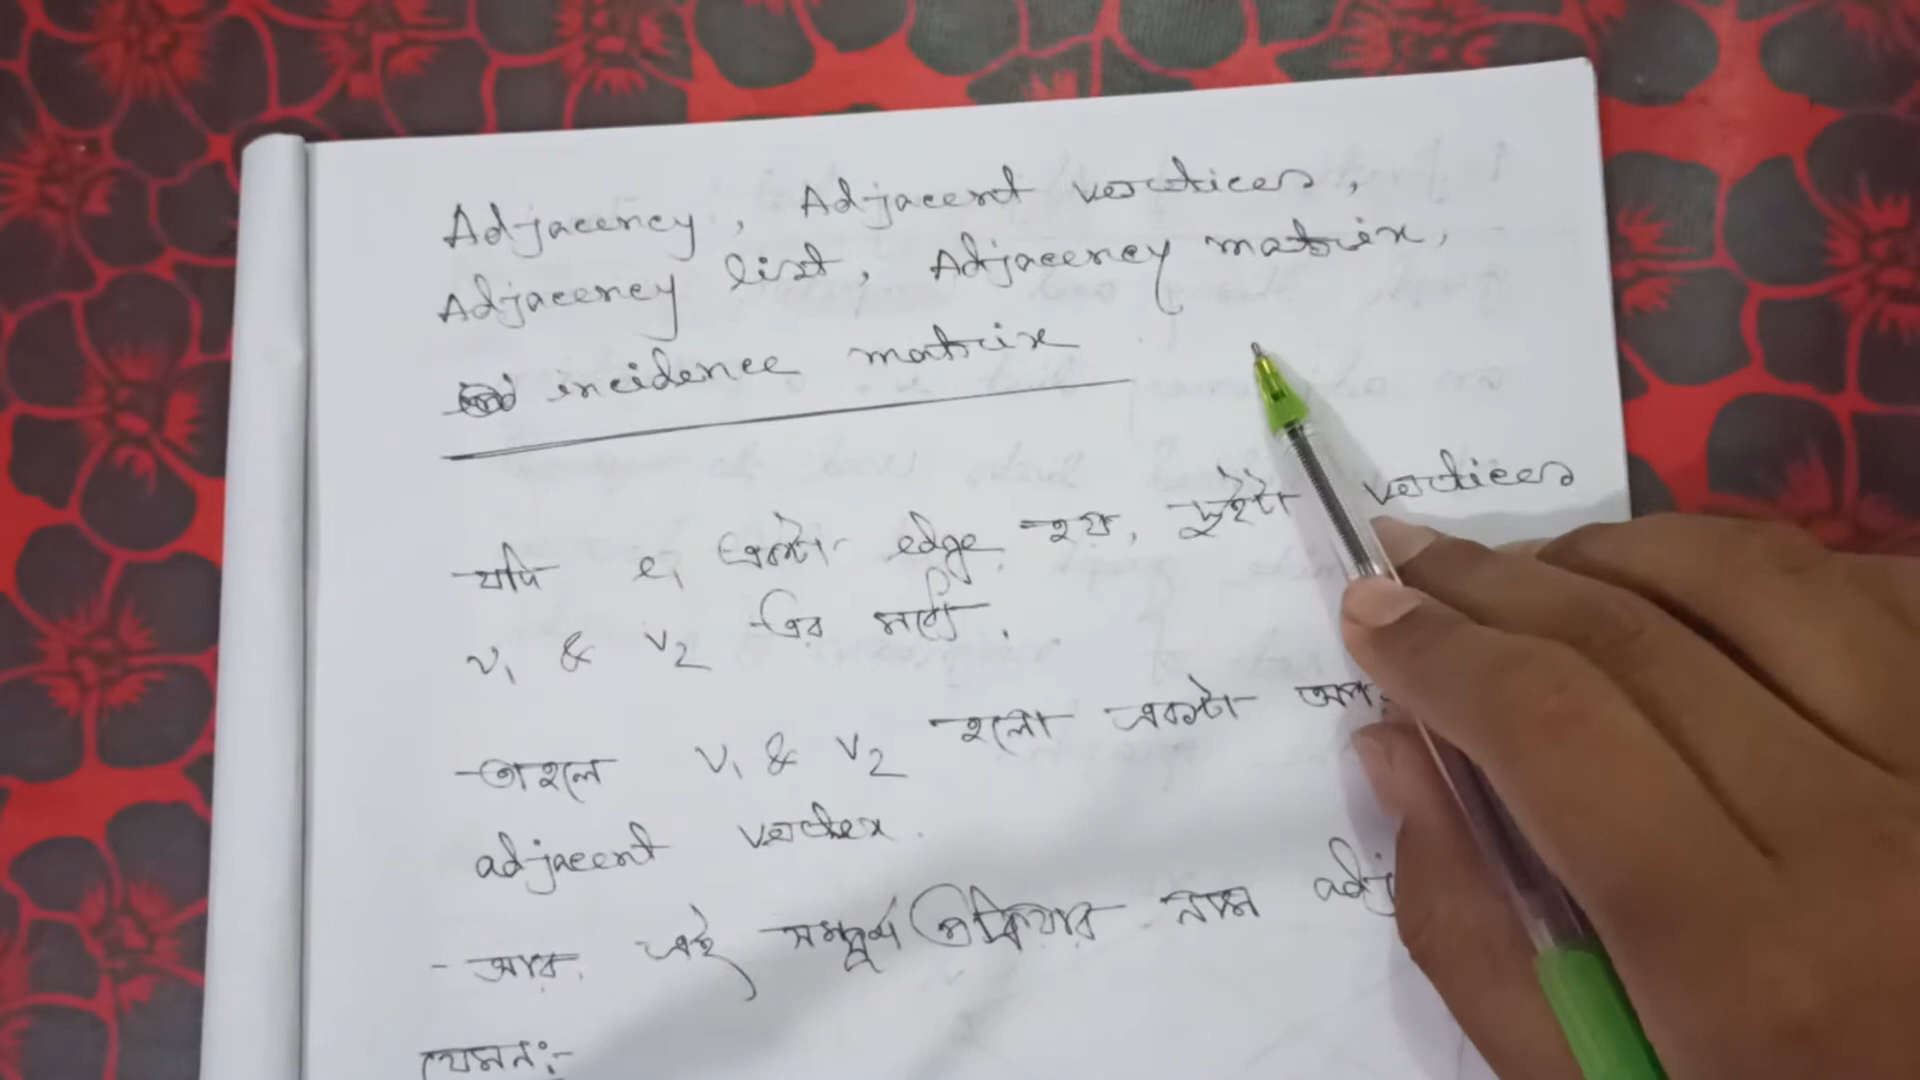 Adjacency, Adjacent vertices,
Adjacency list, Adjacency matrix,
incidence matrix
যদি e₁ একটা edge হয়, দুইটা vertices
v₁ & v₂ এর মধ্যে,
-তাহলে v₁ & v₂ হলো একটা
adjacent vertex.
- আর এই সম্পূর্ণ প্রক্রিয়ার নাম adj
যেমন:-